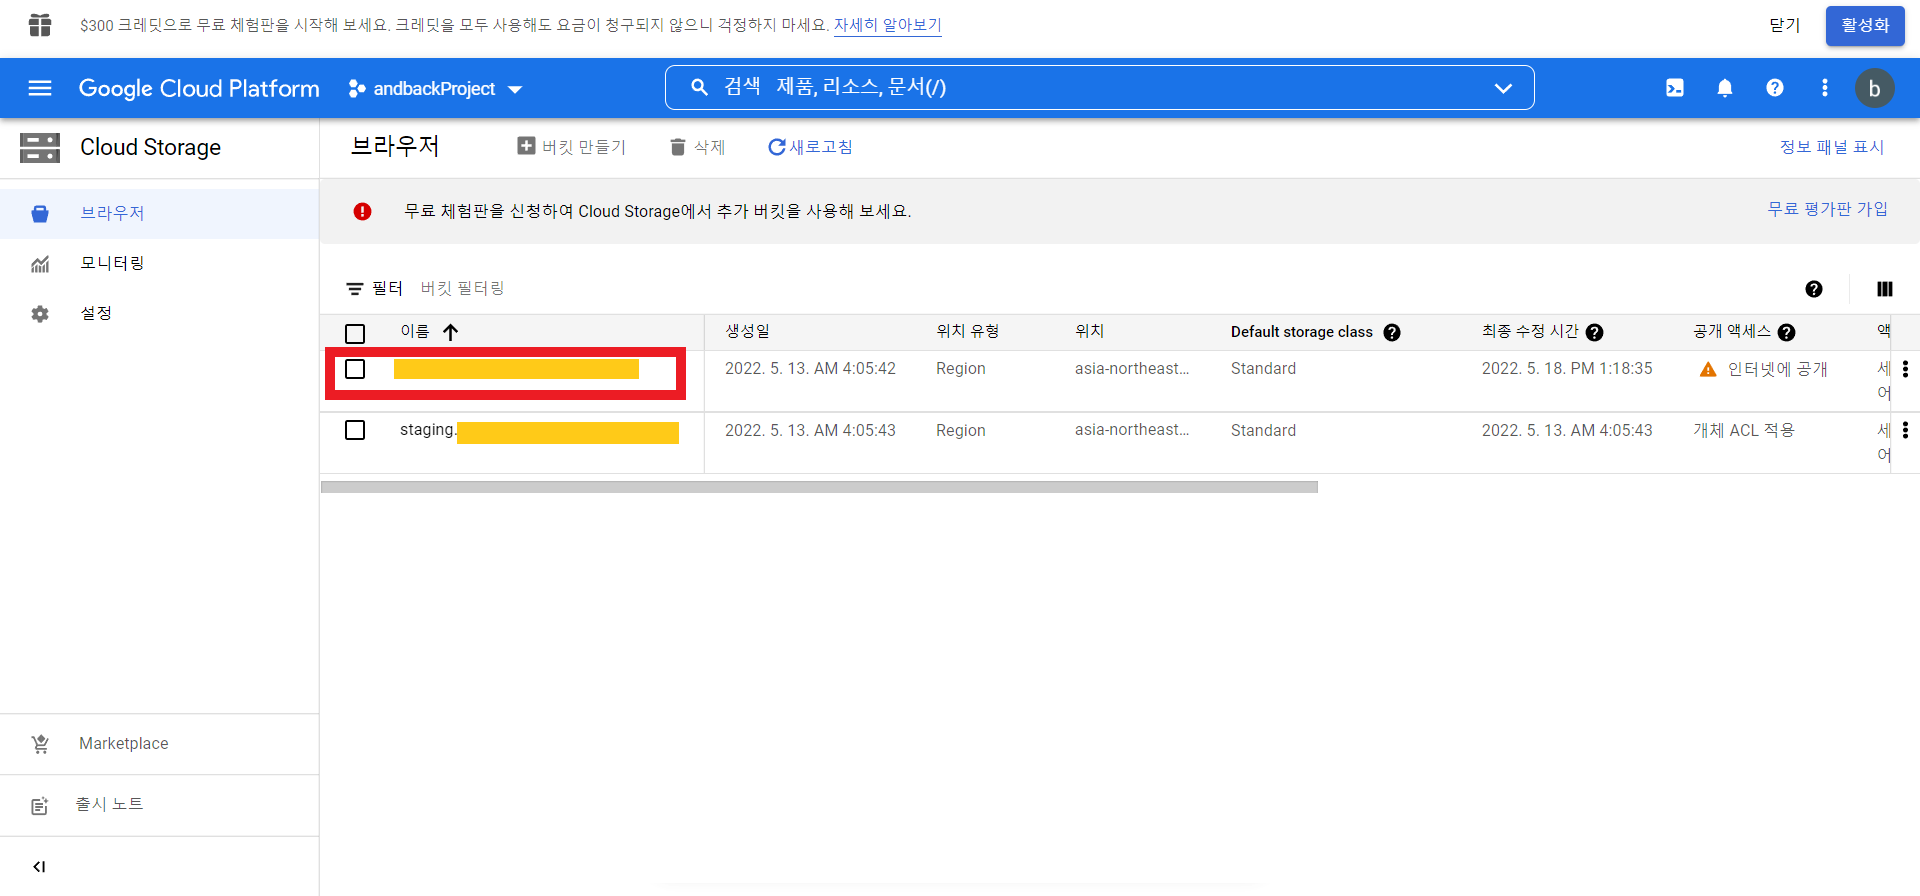 $300 크레딧으로 무료 체험판을 시작해 보세요. 크레딧을 모두 사용해도 요금이 청구되지 않으니 걱정하지 마세요. 자세히 알아보기 닫기 활성화
Google Cloud Platform andbackProject 검색 제품, 리소스, 문서(/) b
Cloud Storage 브라우저 버킷 만들기 삭제 새로고침 정보 패널 표시
브라우저
모니터링
설정
무료 체험판을 신청하여 Cloud Storage에서 추가 버킷을 사용해 보세요. 무료 평가판 가입
필터 버킷 필터링
이름 생성일 위치 유형 위치 Default storage class 최종 수정 시간 공개 액세스 액
2022. 5. 13. AM 4:05:42 Region asia-northeast... Standard 2022. 5. 18. PM 1:18:35 인터넷에 공개 세
어
staging. 2022. 5. 13. AM 4:05:43 Region asia-northeast... Standard 2022. 5. 13. AM 4:05:43 개체 ACL 적용 세
어
Marketplace
출시 노트